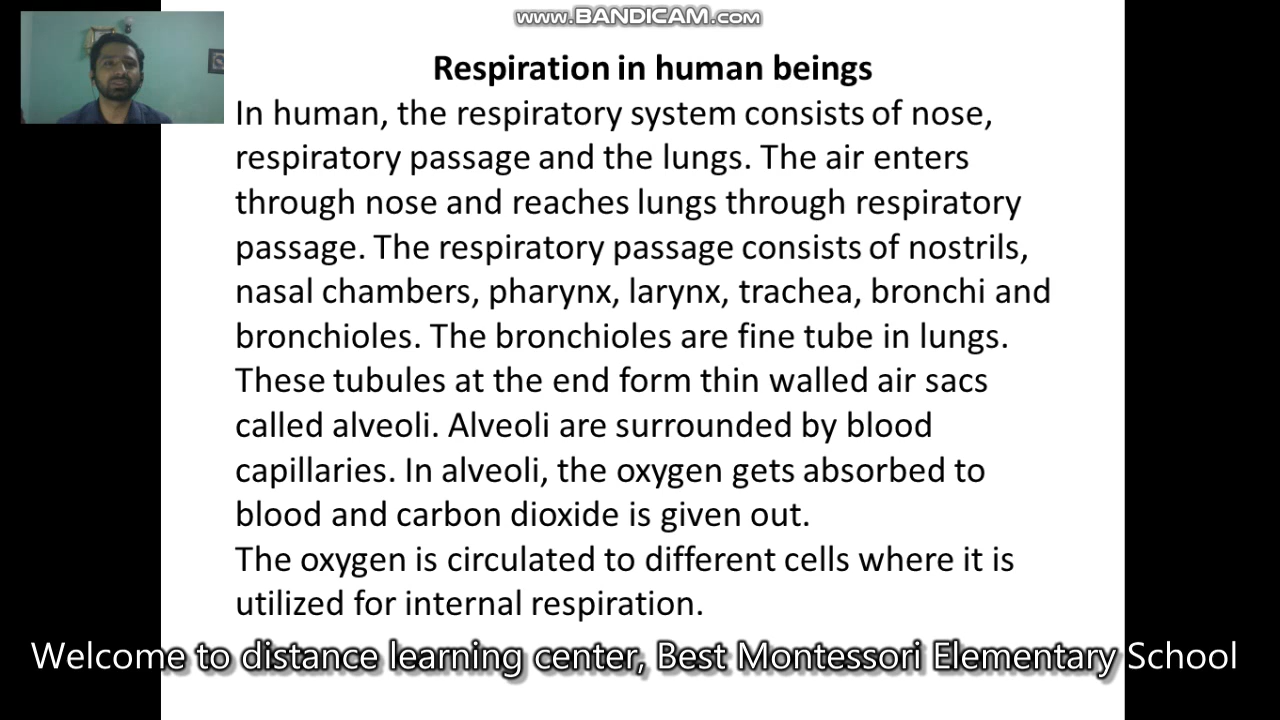 www.BANDICAM.com
Respiration in human beings
In human, the respiratory system consists of nose,
respiratory passage and the lungs. The air enters
through nose and reaches lungs through respiratory
passage. The respiratory passage consists of nostrils,
nasal chambers, pharynx, larynx, trachea, bronchi and
bronchioles. The bronchioles are fine tube in lungs.
These tubules at the end form thin walled air sacs
called alveoli. Alveoli are surrounded by blood
capillaries. In alveoli, the oxygen gets absorbed to
blood and carbon dioxide is given out.
The oxygen is circulated to different cells where it is
utilized for internal respiration.
Welcome to distance learning center, Best Montessori Elementary School